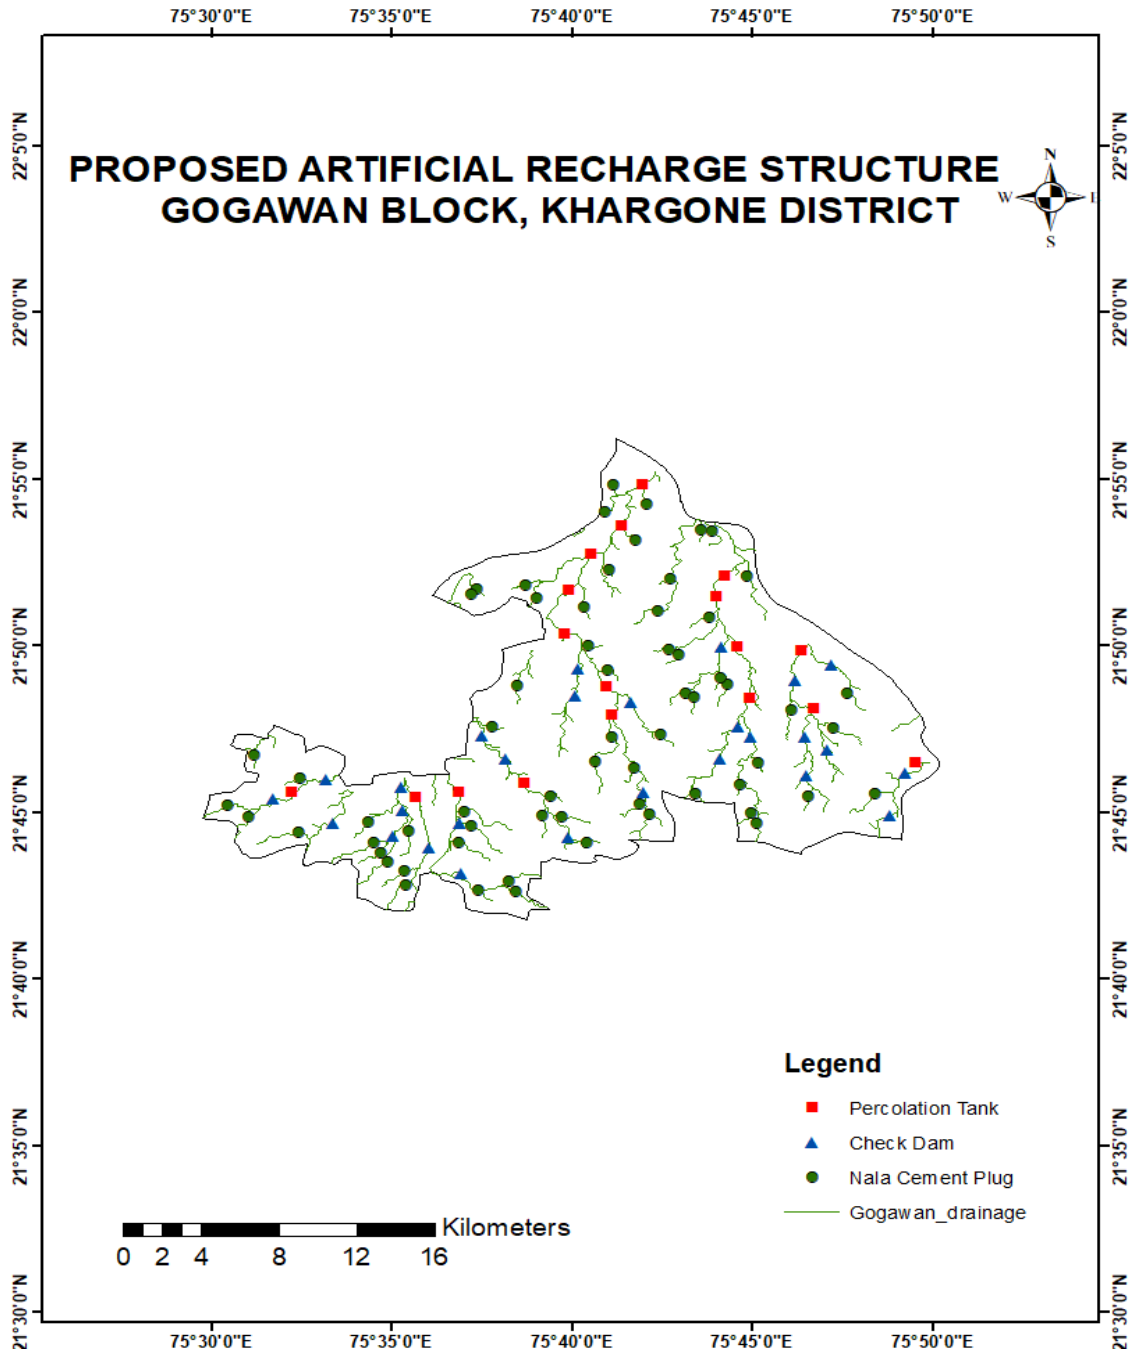 75°30'0"E 75°35'0"E 75°40'0"E 75°45'0"E 75°50'0"E
22°5'0"N 22°5'0"N
PROPOSED ARTIFICIAL RECHARGE STRUCTURE
GOGAWAN BLOCK, KHARGONE DISTRICT
N
W E
S
22°0'0"N 22°0'0"N
21°55'0"N 21°55'0"N
21°50'0"N 21°50'0"N
21°45'0"N 21°45'0"N
21°40'0"N 21°40'0"N
Legend
Percolation Tank
Check Dam
Nala Cement Plug
Gogawan_drainage
21°35'0"N 21°35'0"N
Kilometers
0 2 4 8 12 16
21°30'0"N 21°30'0"N
75°30'0"E 75°35'0"E 75°40'0"E 75°45'0"E 75°50'0"E